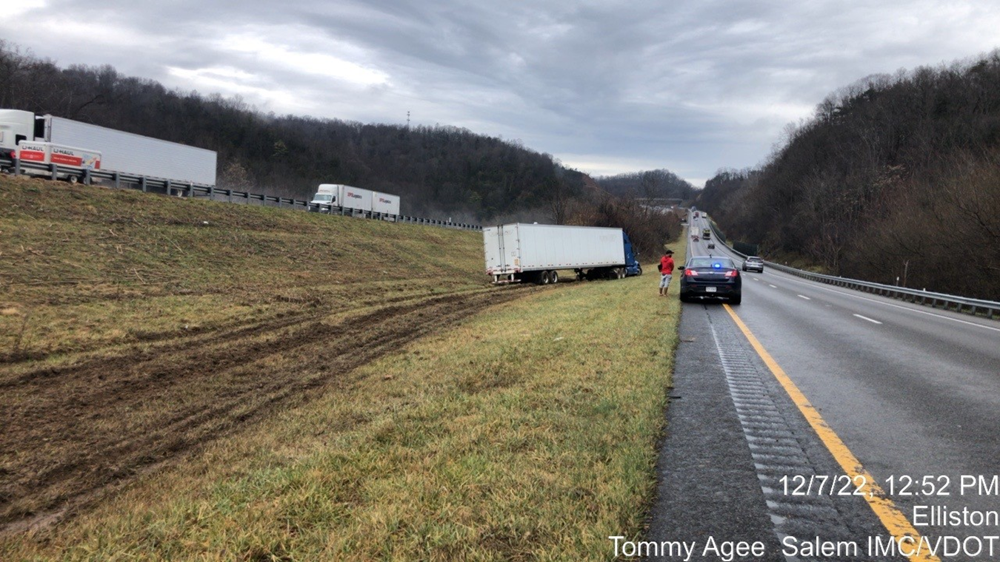 U-HAUL U-HAUL
12/7/22, 12:52 PM
Elliston
Tommy Agee Salem IMC/VDOT